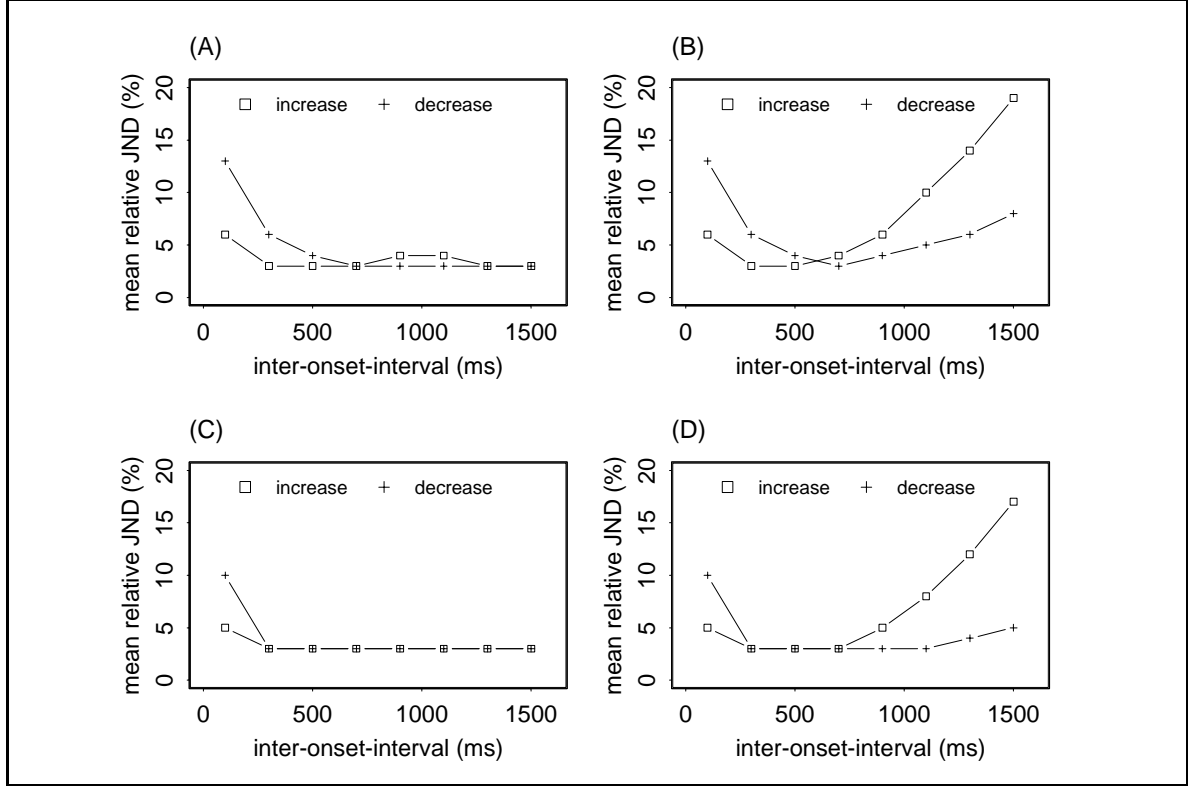 (A)
mean relative JND (%)
20
15
10
5
0
increase decrease
0 500 1000 1500
inter-onset-interval (ms)
(B)
mean relative JND (%)
20
15
10
5
0
increase decrease
0 500 1000 1500
inter-onset-interval (ms)
(C)
mean relative JND (%)
20
15
10
5
0
increase decrease
0 500 1000 1500
inter-onset-interval (ms)
(D)
mean relative JND (%)
20
15
10
5
0
increase decrease
0 500 1000 1500
inter-onset-interval (ms)